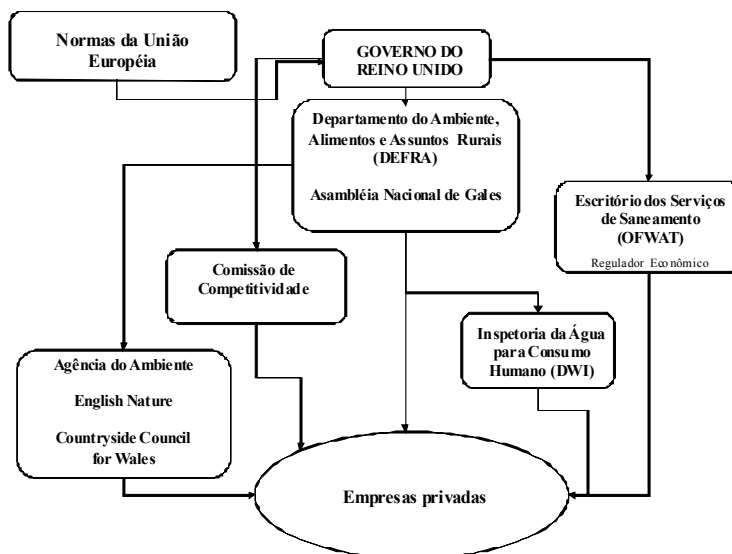 Normas da União
Européia
GOVERNO DO
REINO UNIDO
Departamento do Ambiente,
Alimentos e Assuntos Rurais
(DEFRA)
Asambléia Nacional de Gales
Escritório dos Serviços
de Saneamento
(OFWAT)
Regulador Econômico
Comissão de
Competitividade
Inspetoria da Água
para Consumo
Humano (DWI)
Agência do Ambiente
English Nature
Countryside Council
for Wales
Empresas privadas